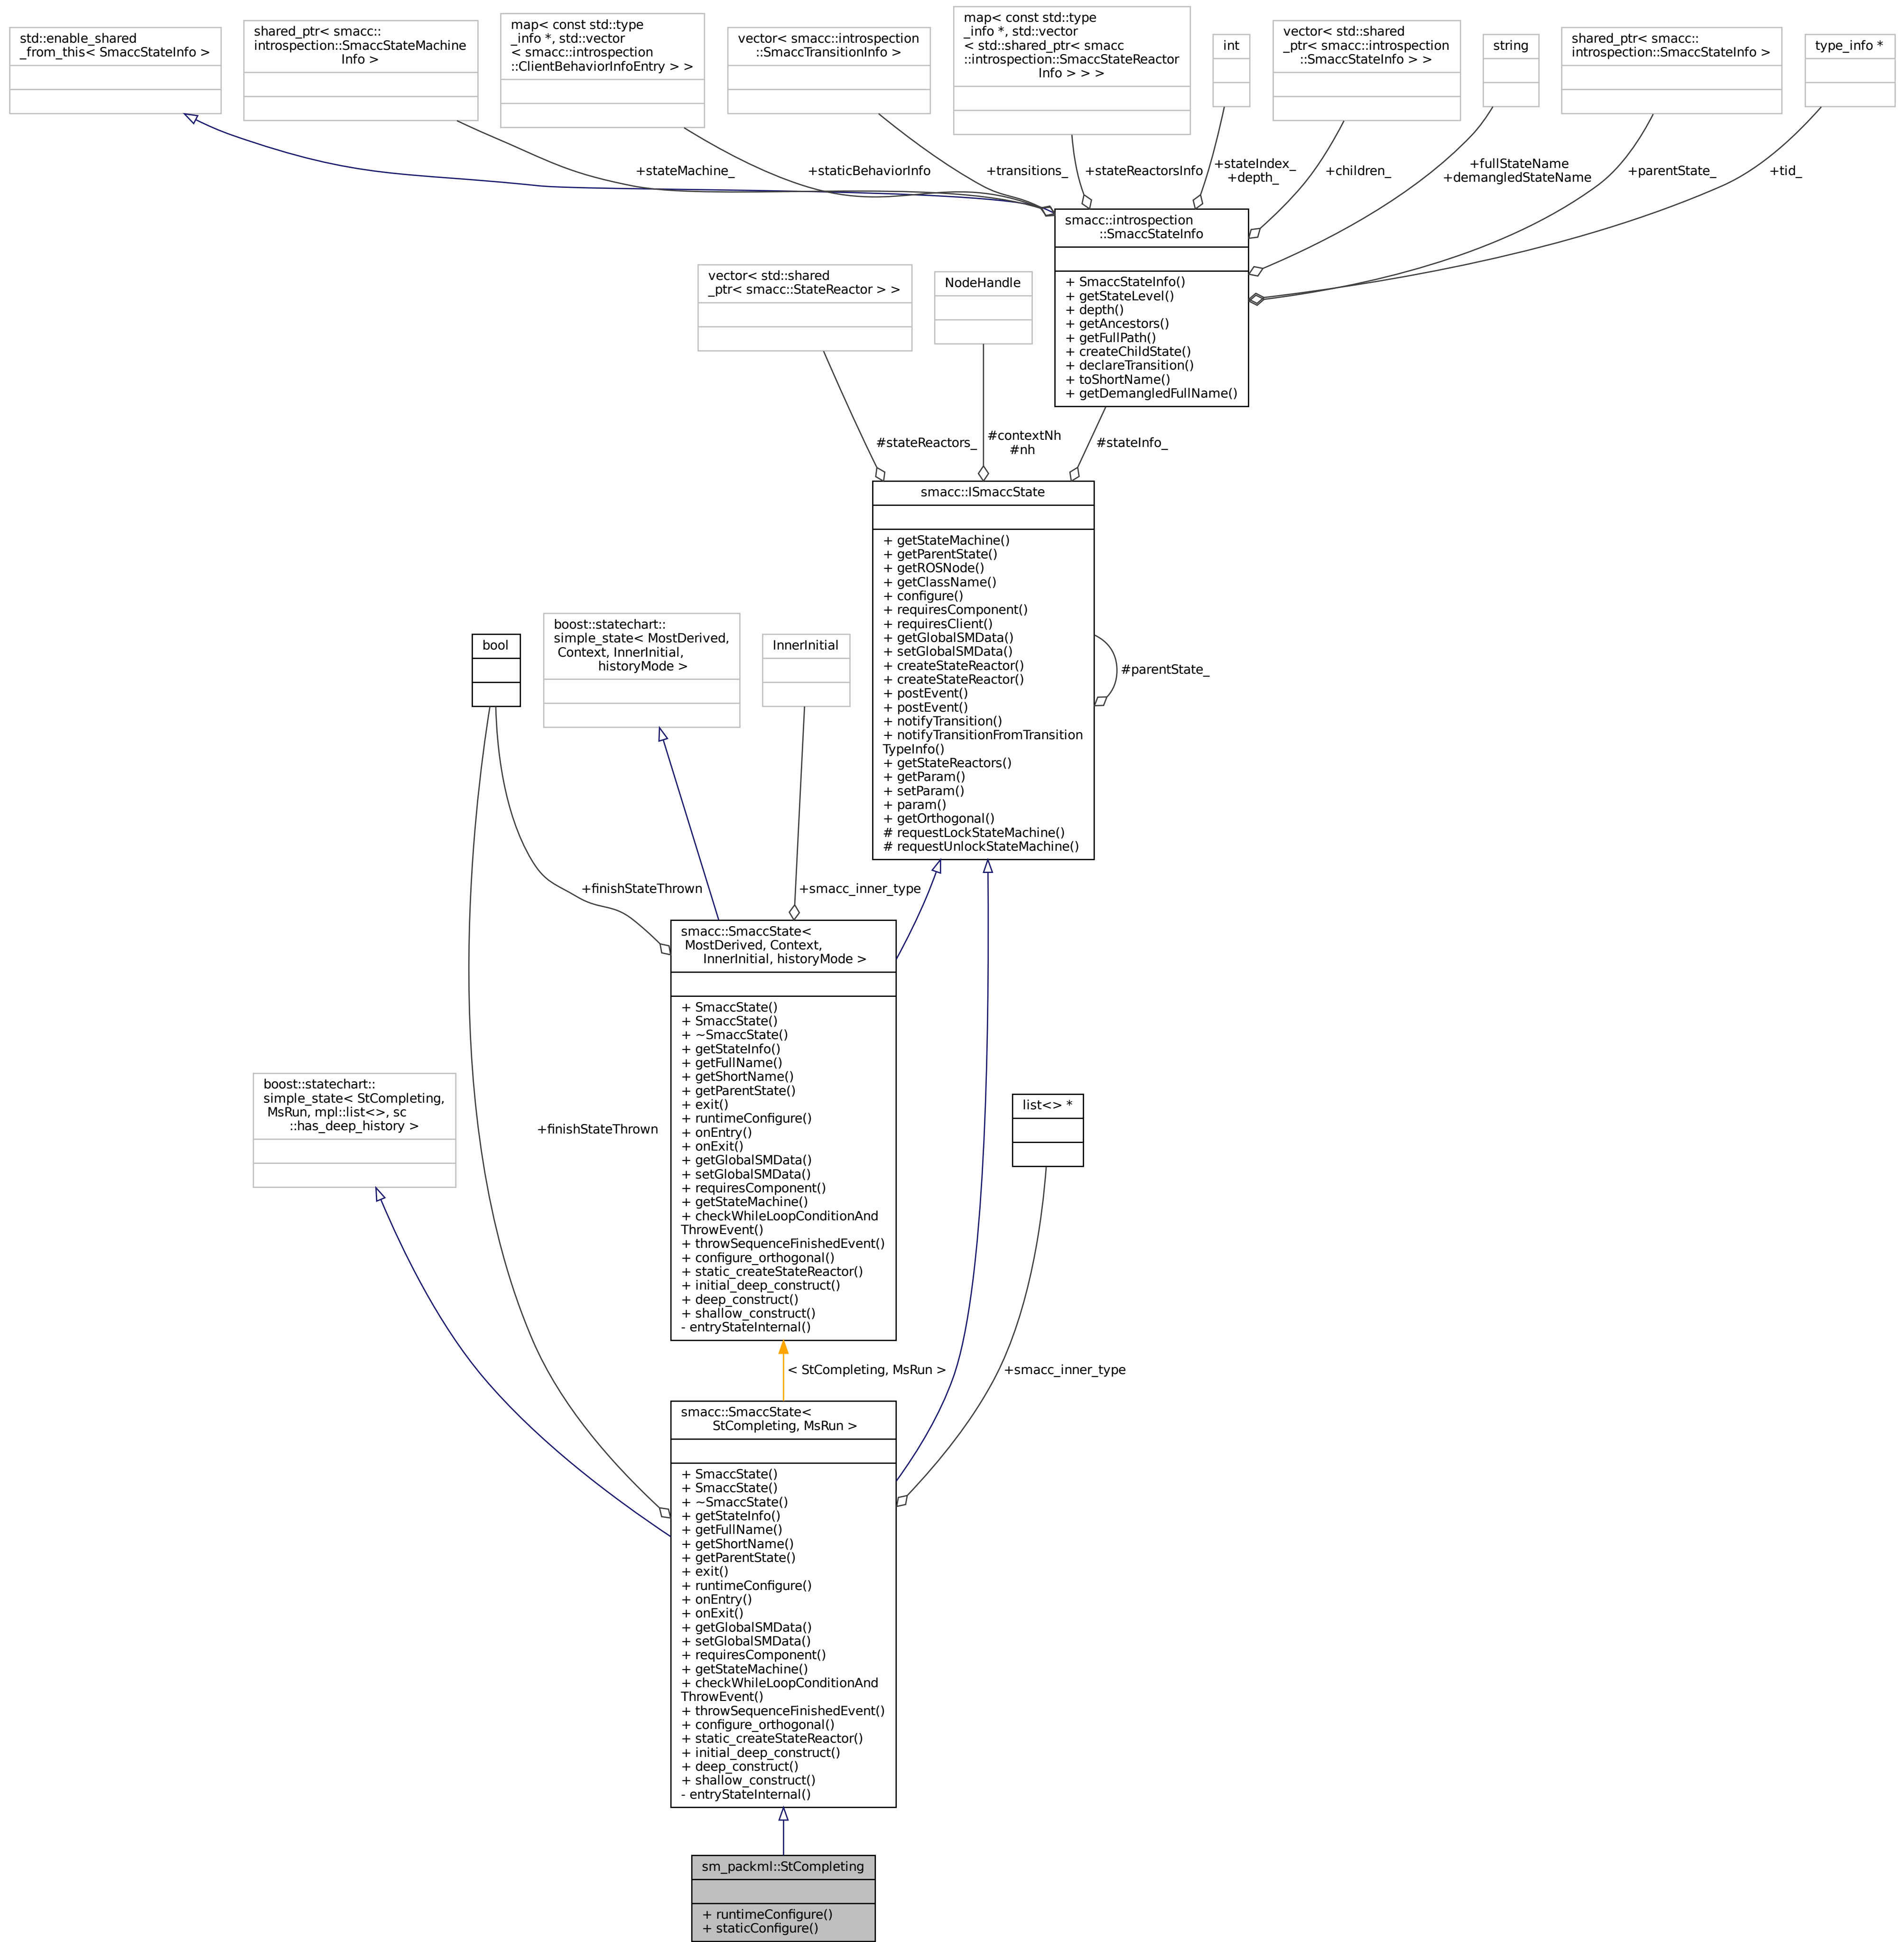 std::enable_shared
_from_this< SmaccStateInfo >
shared_ptr< smacc::
introspection::SmaccStateMachine
Info >
map< const std::type
_info *, std::vector
< smacc::introspection
::ClientBehaviorInfoEntry > >
vector< smacc::introspection
::SmaccTransitionInfo >
map< const std::type
_info *, std::vector
< std::shared_ptr< smacc
::introspection::SmaccStateReactor
Info > > >
int
vector< std::shared
_ptr< smacc::introspection
::SmaccStateInfo > >
string
shared_ptr< smacc::
introspection::SmaccStateInfo >
type_info *
+stateMachine_
+staticBehaviorInfo
+transitions_
+stateReactorsInfo
+stateIndex_
+depth_
+children_
+fullStateName
+demangledStateName
+parentState_
+tid_
smacc::introspection
::SmaccStateInfo
+ SmaccStateInfo()
+ getStateLevel()
+ depth()
+ getAncestors()
+ getFullPath()
+ createChildState()
+ declareTransition()
+ toShortName()
+ getDemangledFullName()
vector< std::shared
_ptr< smacc::StateReactor > >
NodeHandle
#stateReactors_
#contextNh
#nh
#stateInfo_
smacc::ISmaccState
+ getStateMachine()
+ getParentState()
+ getROSNode()
+ getClassName()
+ configure()
+ requiresComponent()
+ requiresClient()
+ getGlobalSMData()
+ setGlobalSMData()
+ createStateReactor()
+ createStateReactor()
+ postEvent()
+ postEvent()
+ notifyTransition()
+ notifyTransitionFromTransition
TypeInfo()
+ getStateReactors()
+ getParam()
+ setParam()
+ param()
+ getOrthogonal()
# requestLockStateMachine()
# requestUnlockStateMachine()
#parentState_
bool
boost::statechart::
simple_state< MostDerived,
Context, InnerInitial,
historyMode >
InnerInitial
+finishStateThrown
+smacc_inner_type
smacc::SmaccState<
MostDerived, Context,
InnerInitial, historyMode >
+ SmaccState()
+ SmaccState()
+ ~SmaccState()
+ getStateInfo()
+ getFullName()
+ getShortName()
+ getParentState()
+ exit()
+ runtimeConfigure()
+ onEntry()
+ onExit()
+ getGlobalSMData()
+ setGlobalSMData()
+ requiresComponent()
+ getStateMachine()
+ checkWhileLoopConditionAnd
ThrowEvent()
+ throwSequenceFinishedEvent()
+ configure_orthogonal()
+ static_createStateReactor()
+ initial_deep_construct()
+ deep_construct()
+ shallow_construct()
- entryStateInternal()
boost::statechart::
simple_state< StCompleting,
MsRun, mpl::list<>, sc
::has_deep_history >
+finishStateThrown
list<> *
< StCompleting, MsRun >
+smacc_inner_type
smacc::SmaccState<
StCompleting, MsRun >
+ SmaccState()
+ SmaccState()
+ ~SmaccState()
+ getStateInfo()
+ getFullName()
+ getShortName()
+ getParentState()
+ exit()
+ runtimeConfigure()
+ onEntry()
+ onExit()
+ getGlobalSMData()
+ setGlobalSMData()
+ requiresComponent()
+ getStateMachine()
+ checkWhileLoopConditionAnd
ThrowEvent()
+ throwSequenceFinishedEvent()
+ configure_orthogonal()
+ static_createStateReactor()
+ initial_deep_construct()
+ deep_construct()
+ shallow_construct()
- entryStateInternal()
sm_packml::StCompleting
+ runtimeConfigure()
+ staticConfigure()